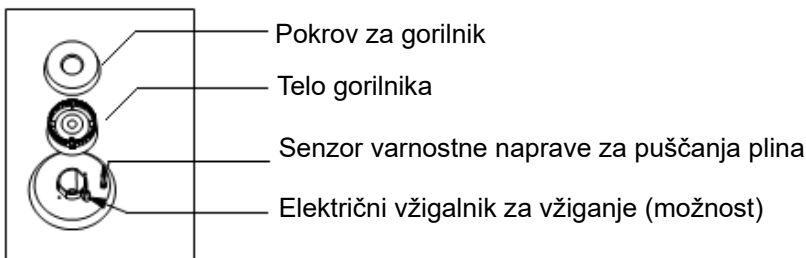 Pokrov za gorilnik
Telo gorilnika
Senzor varnostne naprave za puščanja plina
Električni vžigalnik za vžiganje (možnost)